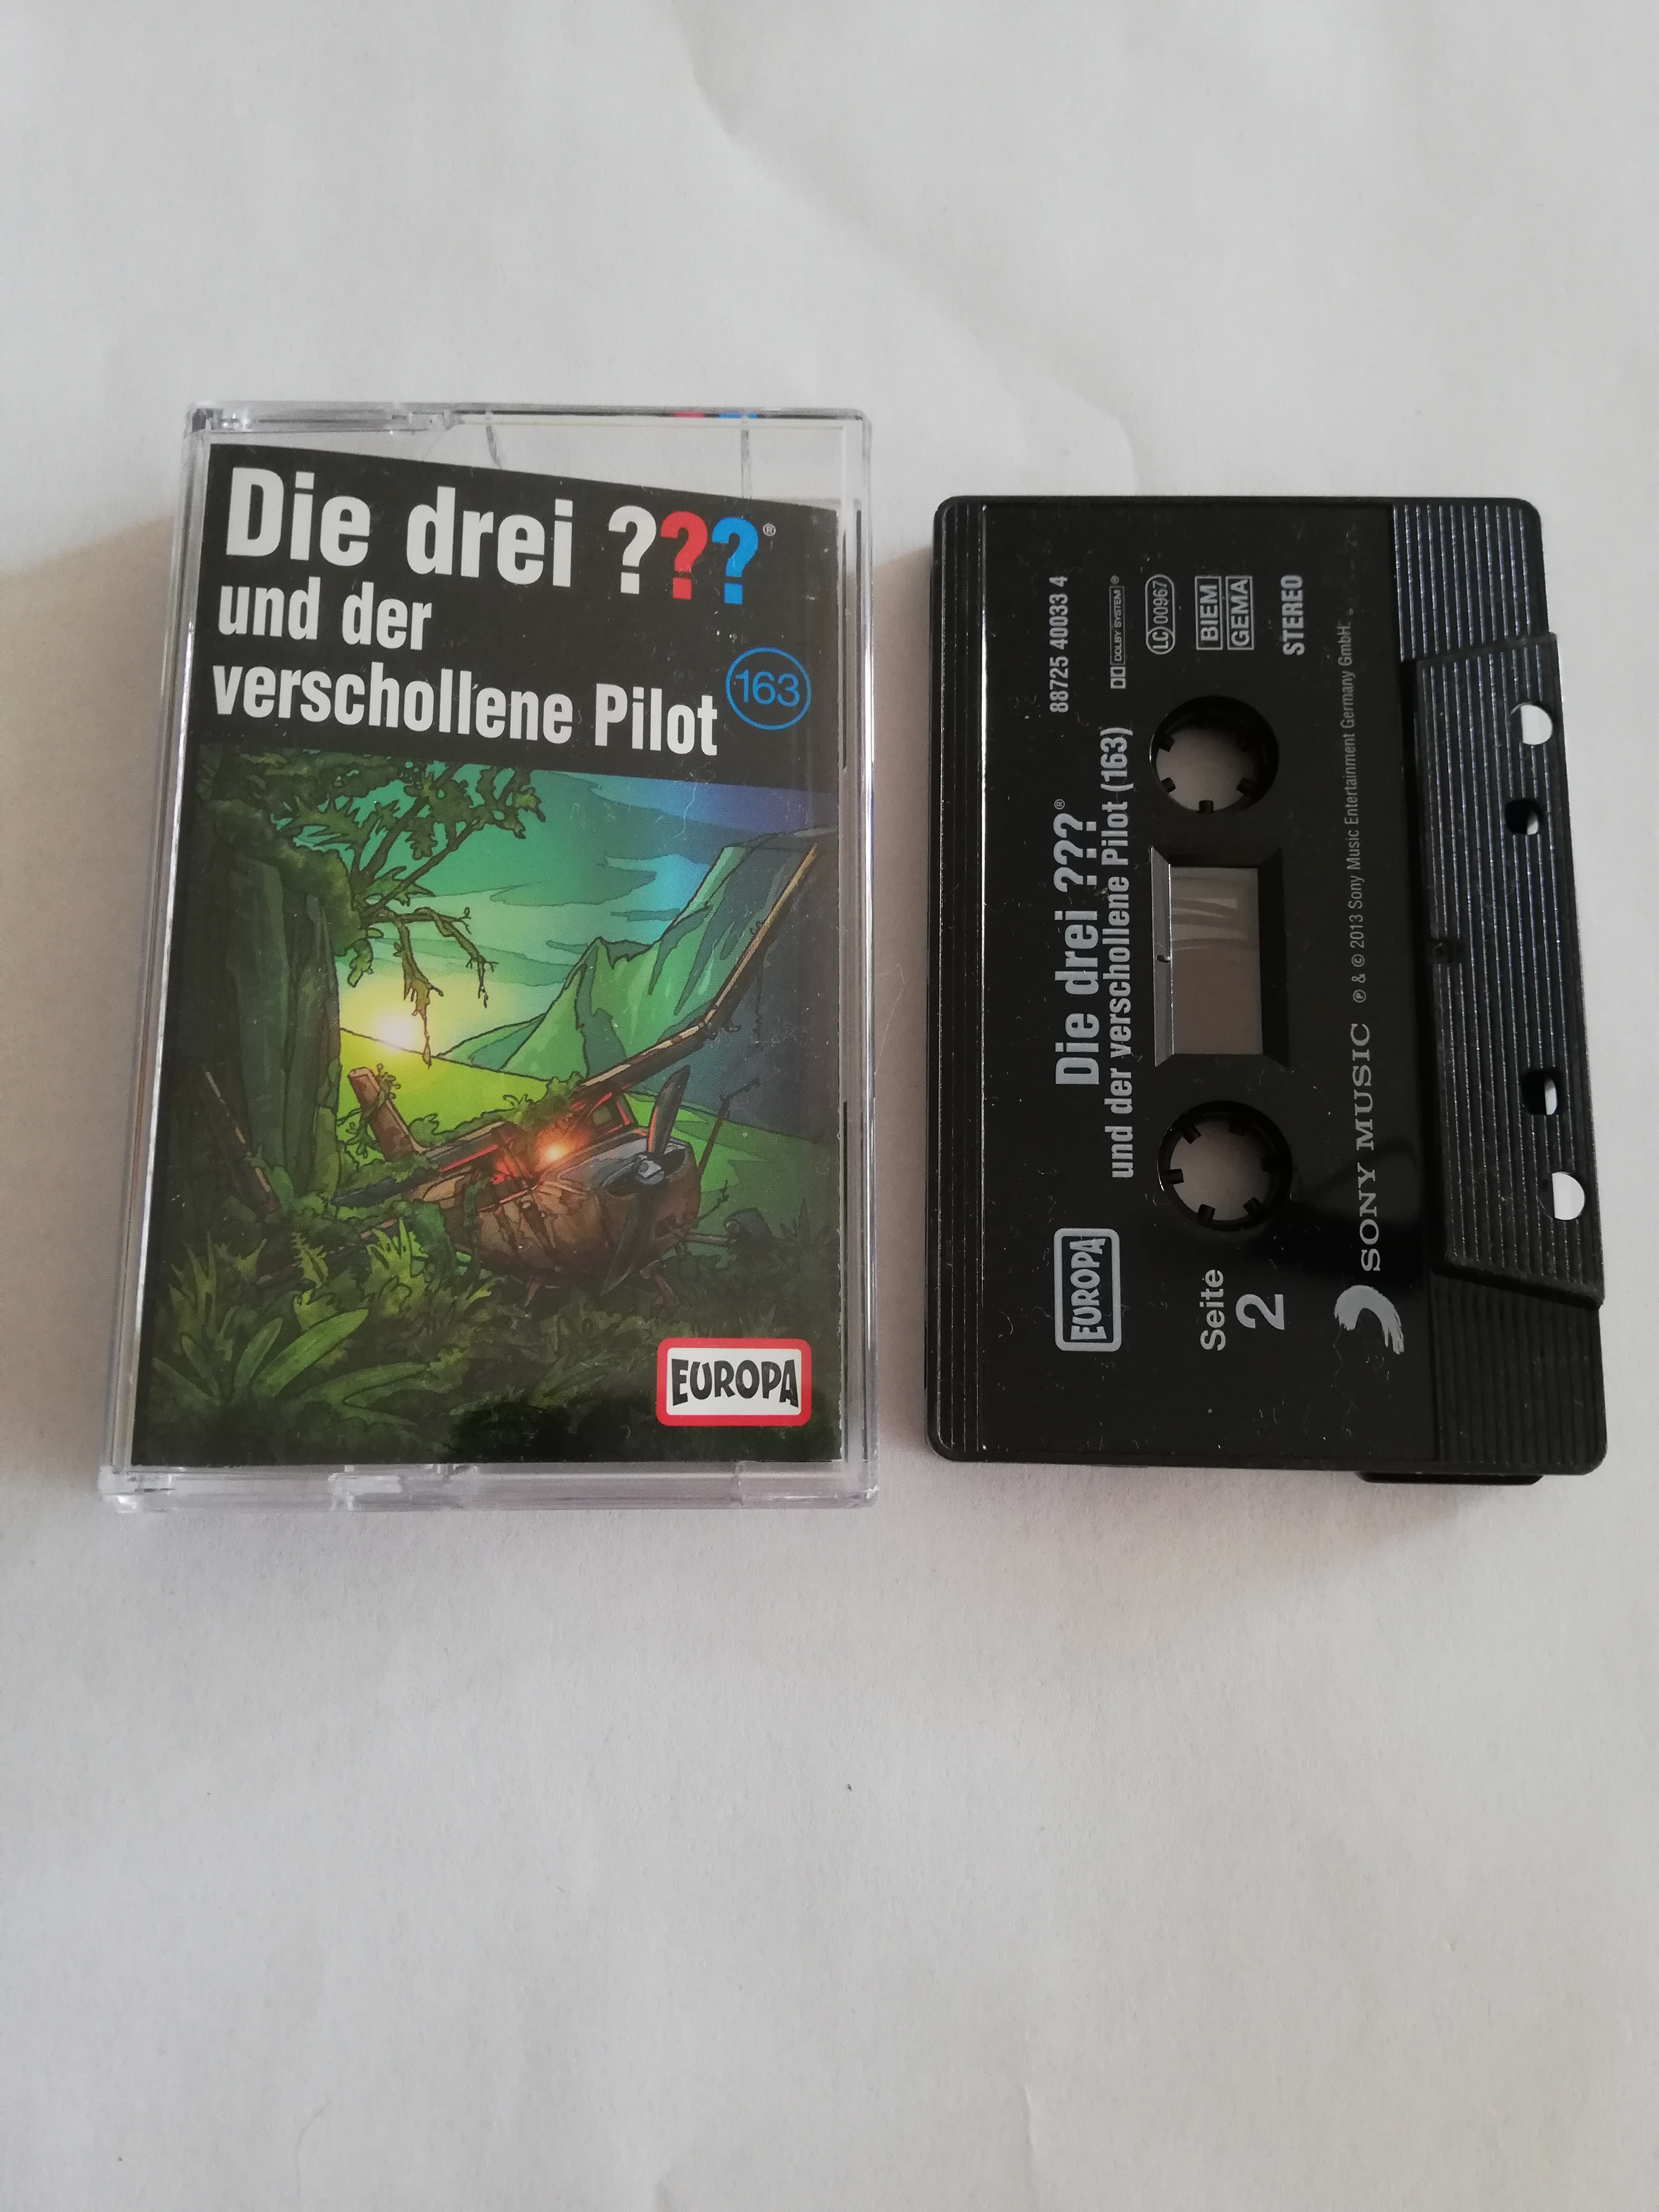 Die drei ???®
und der
verschollene Pilot
163
EUROPA
88725 40033 4
DOLBY SYSTEM®
LC 00967
BIEM
GEMA
STEREO
Die drei ???®
und der verschollene Pilot (163)
EUROPA
Seite
2
SONY MUSIC
℗ & © 2013 Sony Music Entertainment Germany GmbH.